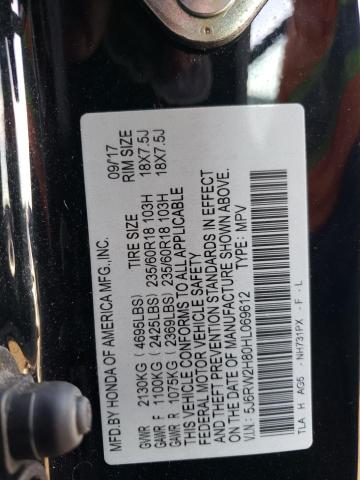 MFD.BY HONDA OF AMERICA MFG.,INC. 09/17
TIRE SIZE RIM SIZE
GVWR 2130KG (4695LBS)
GAWR F 1100KG (2425LBS) 235/60R18 103H 18X7.5J
GAWR R 1075KG (2369LBS) 235/60R18 103H 18X7.5J
THIS VEHICLE CONFORMS TO ALL APPLICABLE
FEDERAL MOTOR VEHICLE SAFETY
AND THEFT PREVENTION STANDARDS IN EFFECT
ON THE DATE OF MANUFACTURE SHOWN ABOVE.
V.I.N.: 5J6RW2H80HL069612 TYPE: MPV
TLA H AG5 - NH731PX - F - L